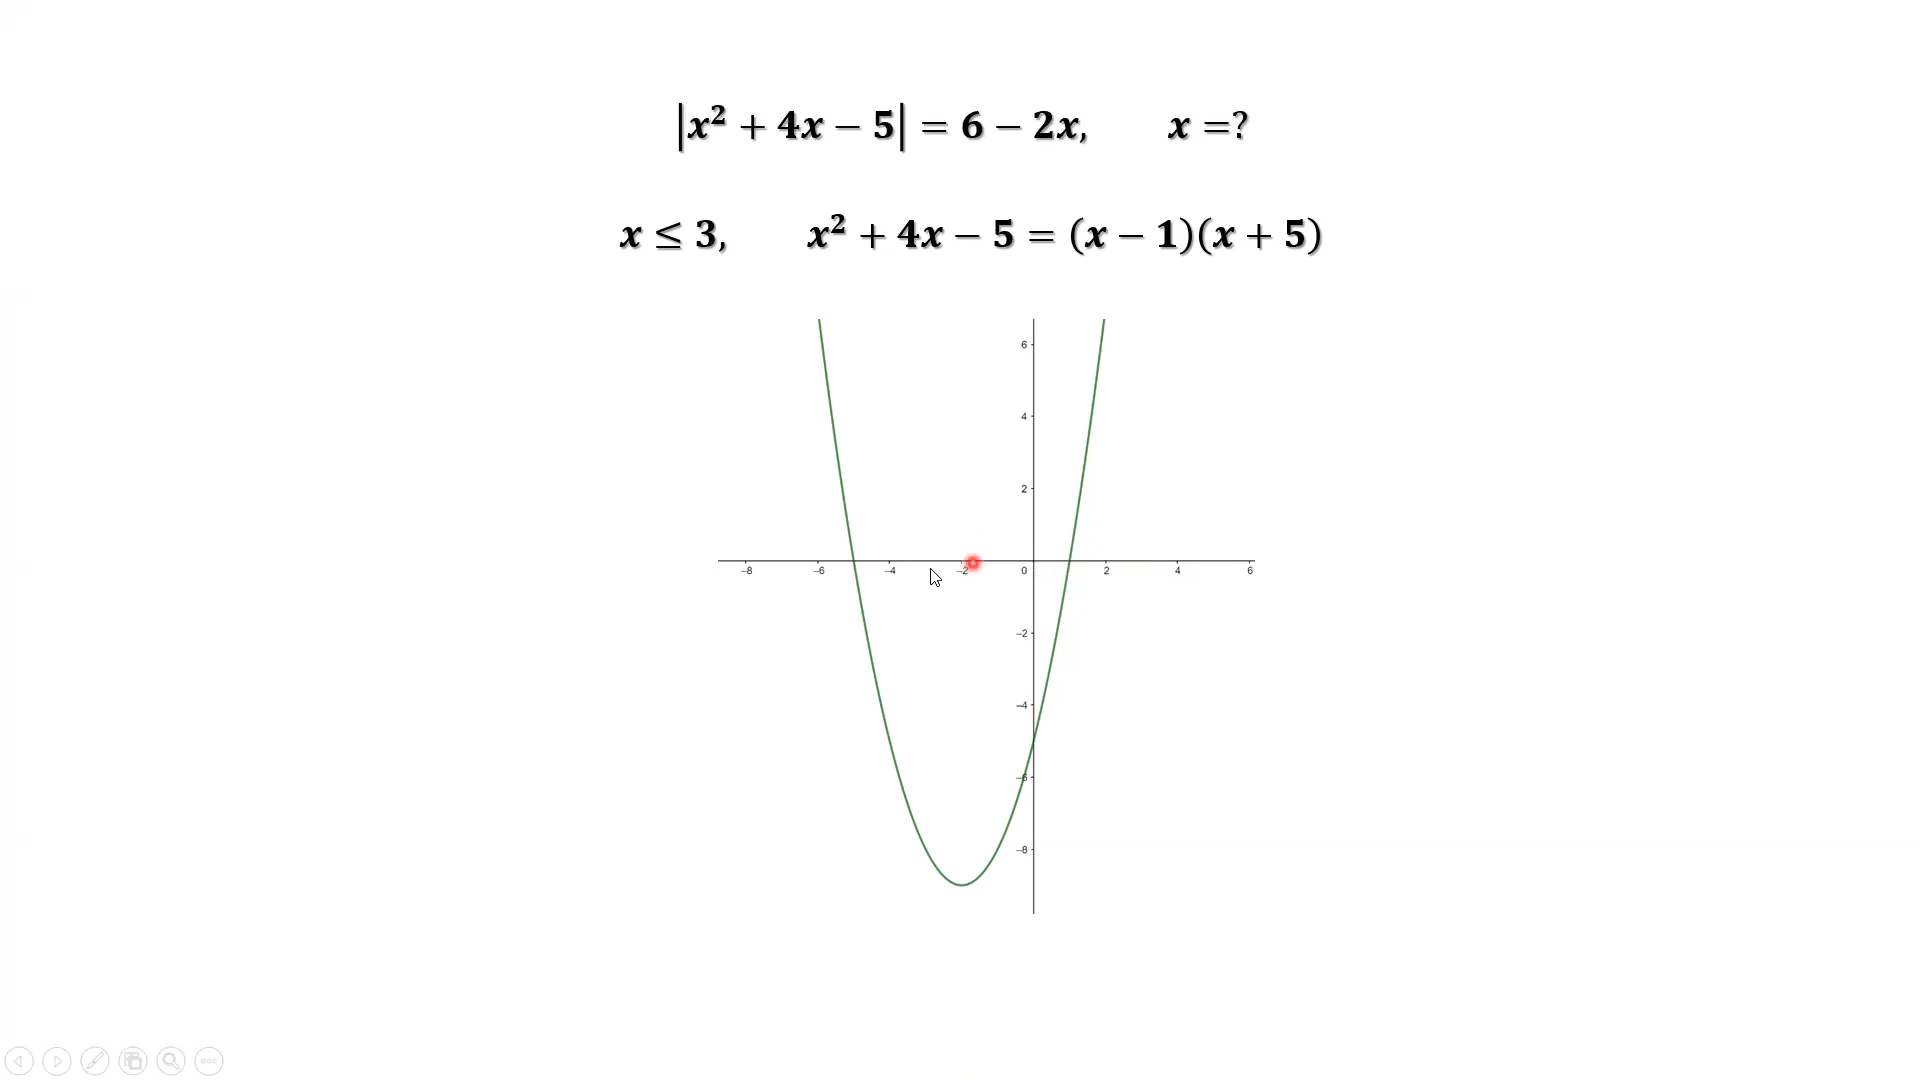 |x² + 4x − 5| = 6 − 2x, x =?
x ≤ 3, x² + 4x − 5 = (x − 1)(x + 5)
6
4
2
−8 −6 −4 −2 0 2 4 6
−2
−4
−6
−8